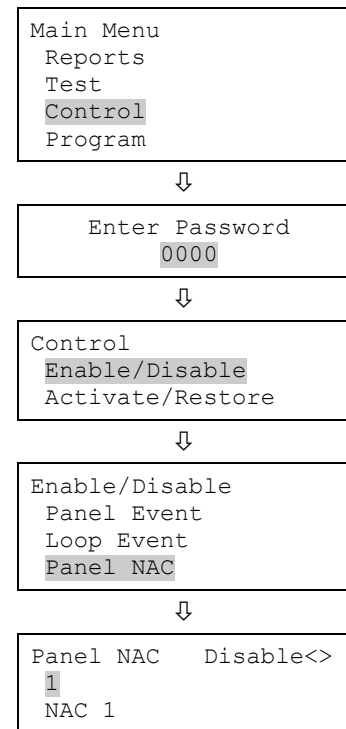 Main Menu
Reports
Test
Control
Program
⇩
Enter Password
0000
⇩
Control
Enable/Disable
Activate/Restore
⇩
Enable/Disable
Panel Event
Loop Event
Panel NAC
⇩
Panel NAC Disable<>
1
NAC 1